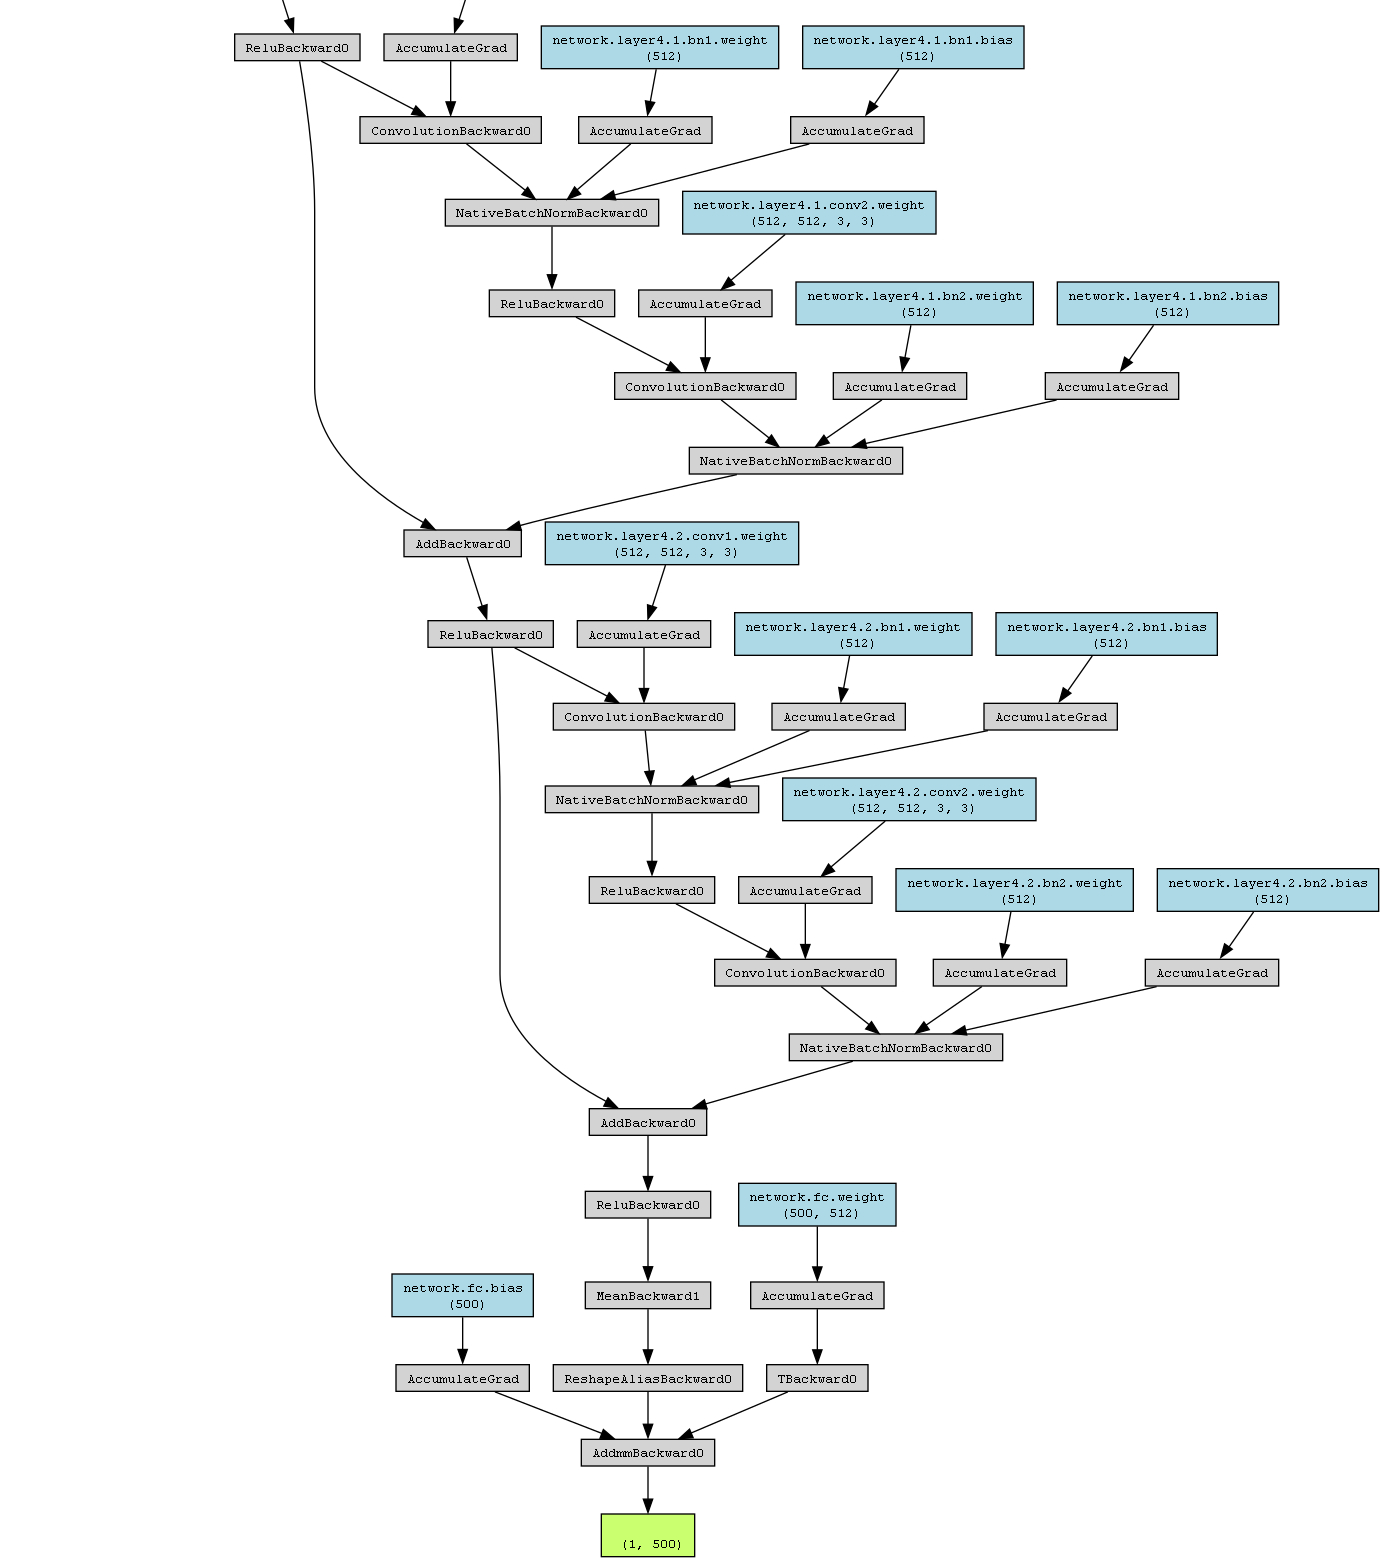 ReluBackward0
AccumulateGrad
network.layer4.1.bn1.weight
(512)
network.layer4.1.bn1.bias
(512)
ConvolutionBackward0
AccumulateGrad
AccumulateGrad
NativeBatchNormBackward0
network.layer4.1.conv2.weight
(512, 512, 3, 3)
ReluBackward0
AccumulateGrad
network.layer4.1.bn2.weight
(512)
network.layer4.1.bn2.bias
(512)
ConvolutionBackward0
AccumulateGrad
AccumulateGrad
NativeBatchNormBackward0
AddBackward0
network.layer4.2.conv1.weight
(512, 512, 3, 3)
ReluBackward0
AccumulateGrad
network.layer4.2.bn1.weight
(512)
network.layer4.2.bn1.bias
(512)
ConvolutionBackward0
AccumulateGrad
AccumulateGrad
NativeBatchNormBackward0
network.layer4.2.conv2.weight
(512, 512, 3, 3)
ReluBackward0
AccumulateGrad
network.layer4.2.bn2.weight
(512)
network.layer4.2.bn2.bias
(512)
ConvolutionBackward0
AccumulateGrad
AccumulateGrad
NativeBatchNormBackward0
AddBackward0
ReluBackward0
network.fc.weight
(500, 512)
network.fc.bias
(500)
MeanBackward1
AccumulateGrad
AccumulateGrad
ReshapeAliasBackward0
TBackward0
AddmmBackward0
(1, 500)